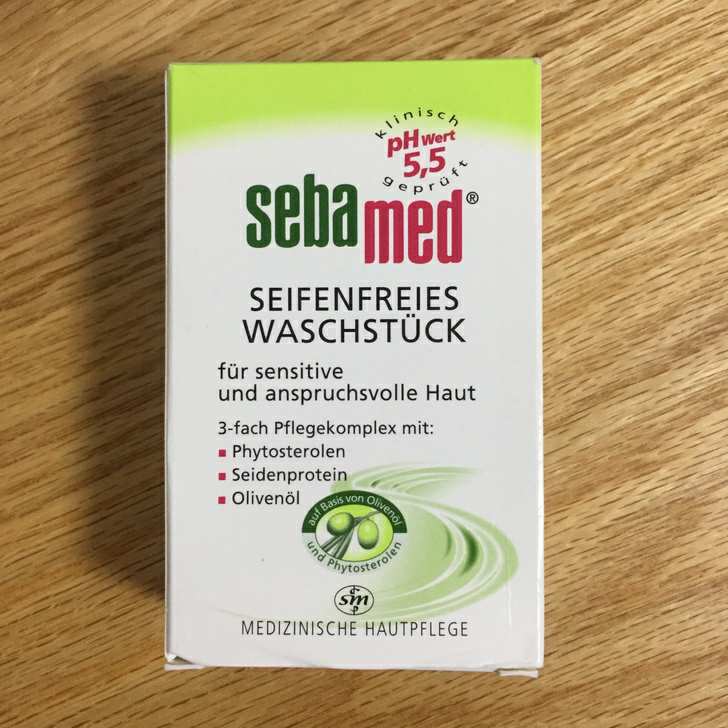 klinisch
pH Wert
5,5
geprüft
sebamed®
SEIFENFREIES
WASCHSTÜCK
für sensitive
und anspruchsvolle Haut
3-fach Pflegekomplex mit:
▪ Phytosterolen
▪ Seidenprotein
▪ Olivenöl
auf Basis von Olivenöl
und Phytosterolen
sm
MEDIZINISCHE HAUTPFLEGE